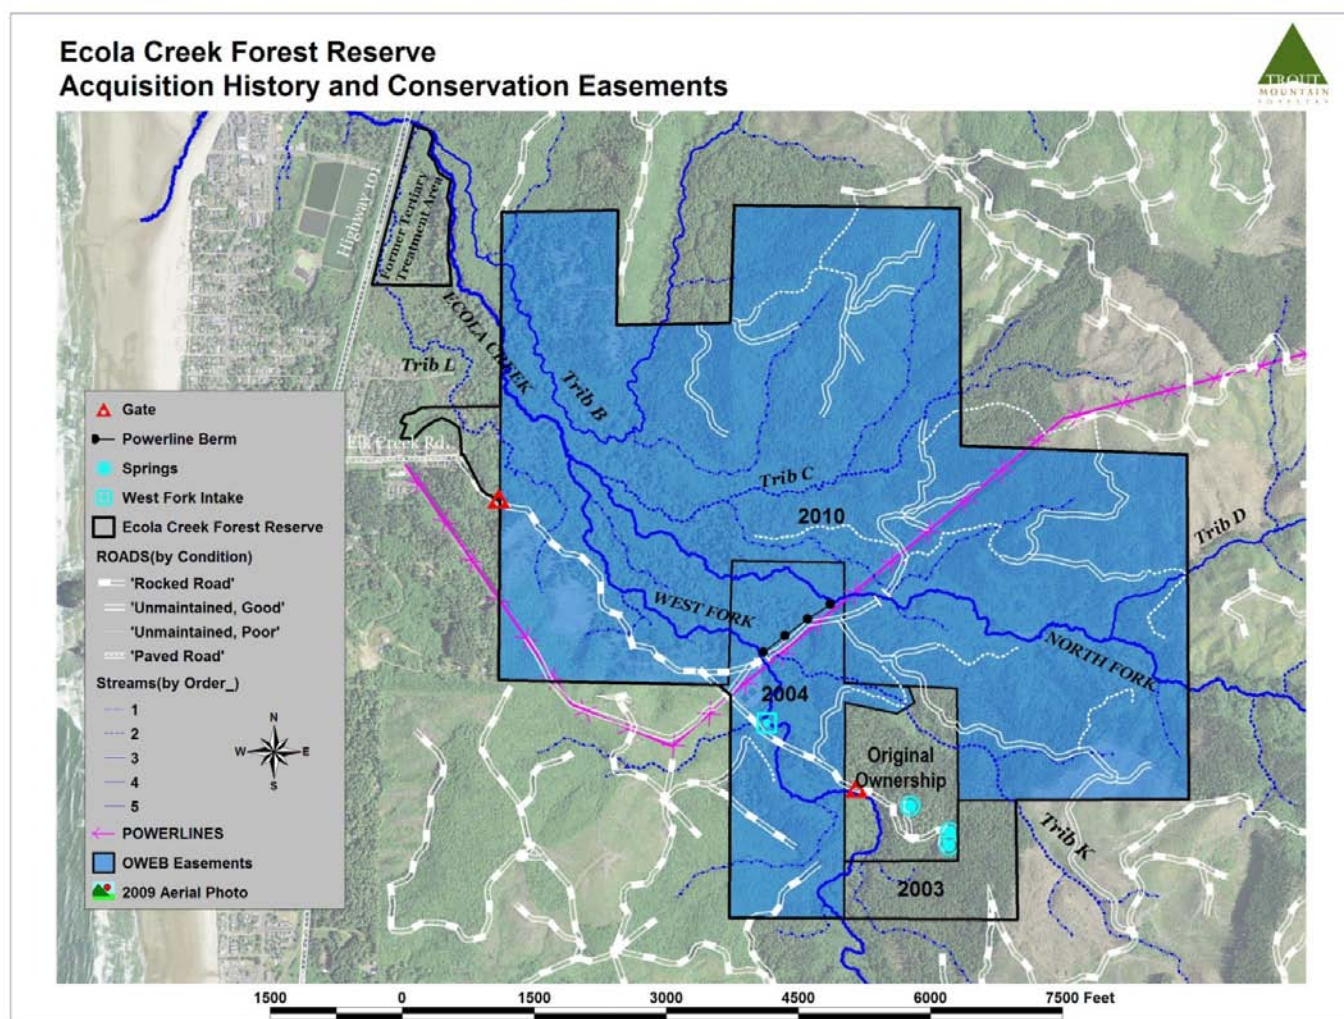 Ecola Creek Forest Reserve
Acquisition History and Conservation Easements
TROUT
MOUNTAIN
FORESTRY
Highway 101
Former Tertiary
Treatment Area
ECOLA CREEK
Trib L
Trib B
Elk Creek Rd.
Trib C
2010
Trib D
WEST FORK
NORTH FORK
2004
Original
Ownership
Trib K
2003
Gate
Powerline Berm
Springs
West Fork Intake
Ecola Creek Forest Reserve
ROADS(by Condition)
'Rocked Road'
'Unmaintained, Good'
'Unmaintained, Poor'
'Paved Road'
Streams(by Order_)
1
2
3
4
5
N
W E
S
POWERLINES
OWEB Easements
2009 Aerial Photo
1500 0 1500 3000 4500 6000 7500 Feet